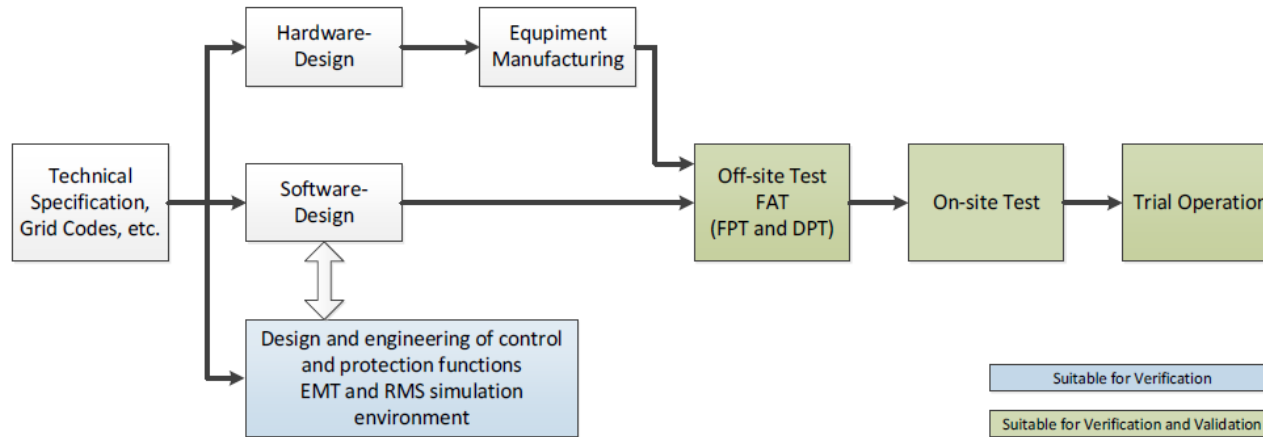 Hardware-
Design
Equpiment
Manufacturing
Technical
Specification,
Grid Codes, etc.
Software-
Design
Off-site Test
FAT
(FPT and DPT)
On-site Test
Trial Operation
Design and engineering of control
and protection functions
EMT and RMS simulation
environment
Suitable for Verification
Suitable for Verification and Validation